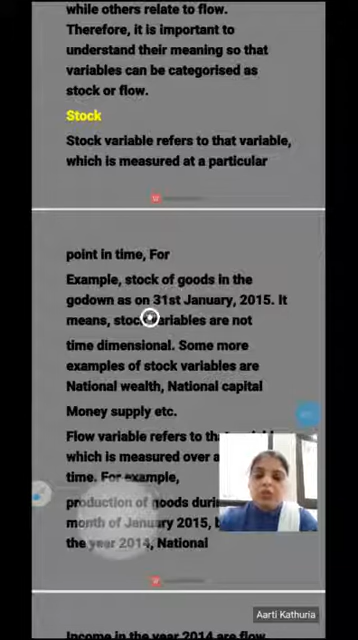 while others relate to flow.
Therefore, it is important to
understand their meaning so that
variables can be categorised as
stock or flow.
Stock
Stock variable refers to that variable,
which is measured at a particular
point in time, For
Example, stock of goods in the
godown as on 31st January, 2015. It
means, stock variables are not
time dimensional. Some more
examples of stock variables are
National wealth, National capital
Money supply etc.
Flow variable refers to
which is measured over a
time. For example,
production of goods
month of January 2015,
the year 2014, National
Income in the year 2014 are flow
Aarti Kathuria